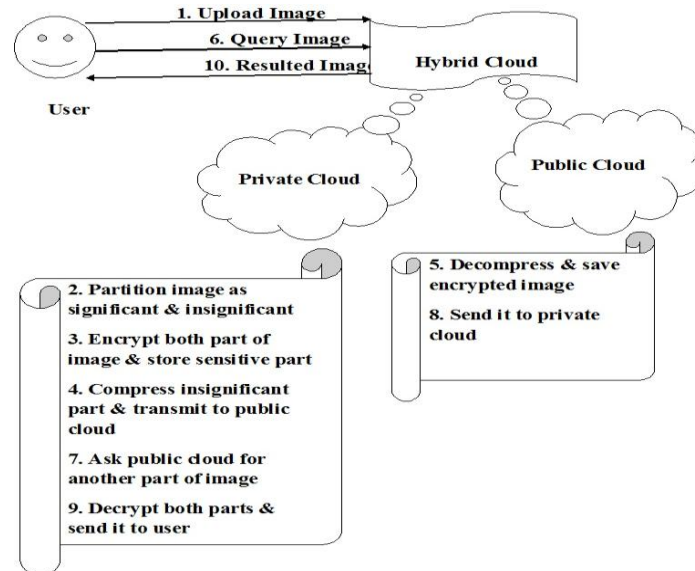 1. Upload Image
6. Query Image
10. Resulted Image
Hybrid Cloud
User
Private Cloud
Public Cloud
2. Partition image as
significant & insignificant
3. Encrypt both part of
image & store sensitive part
4. Compress insignificant
part & transmit to public
cloud
7. Ask public cloud for
another part of image
9. Decrypt both parts &
send it to user
5. Decompress & save
encrypted image
8. Send it to private
cloud